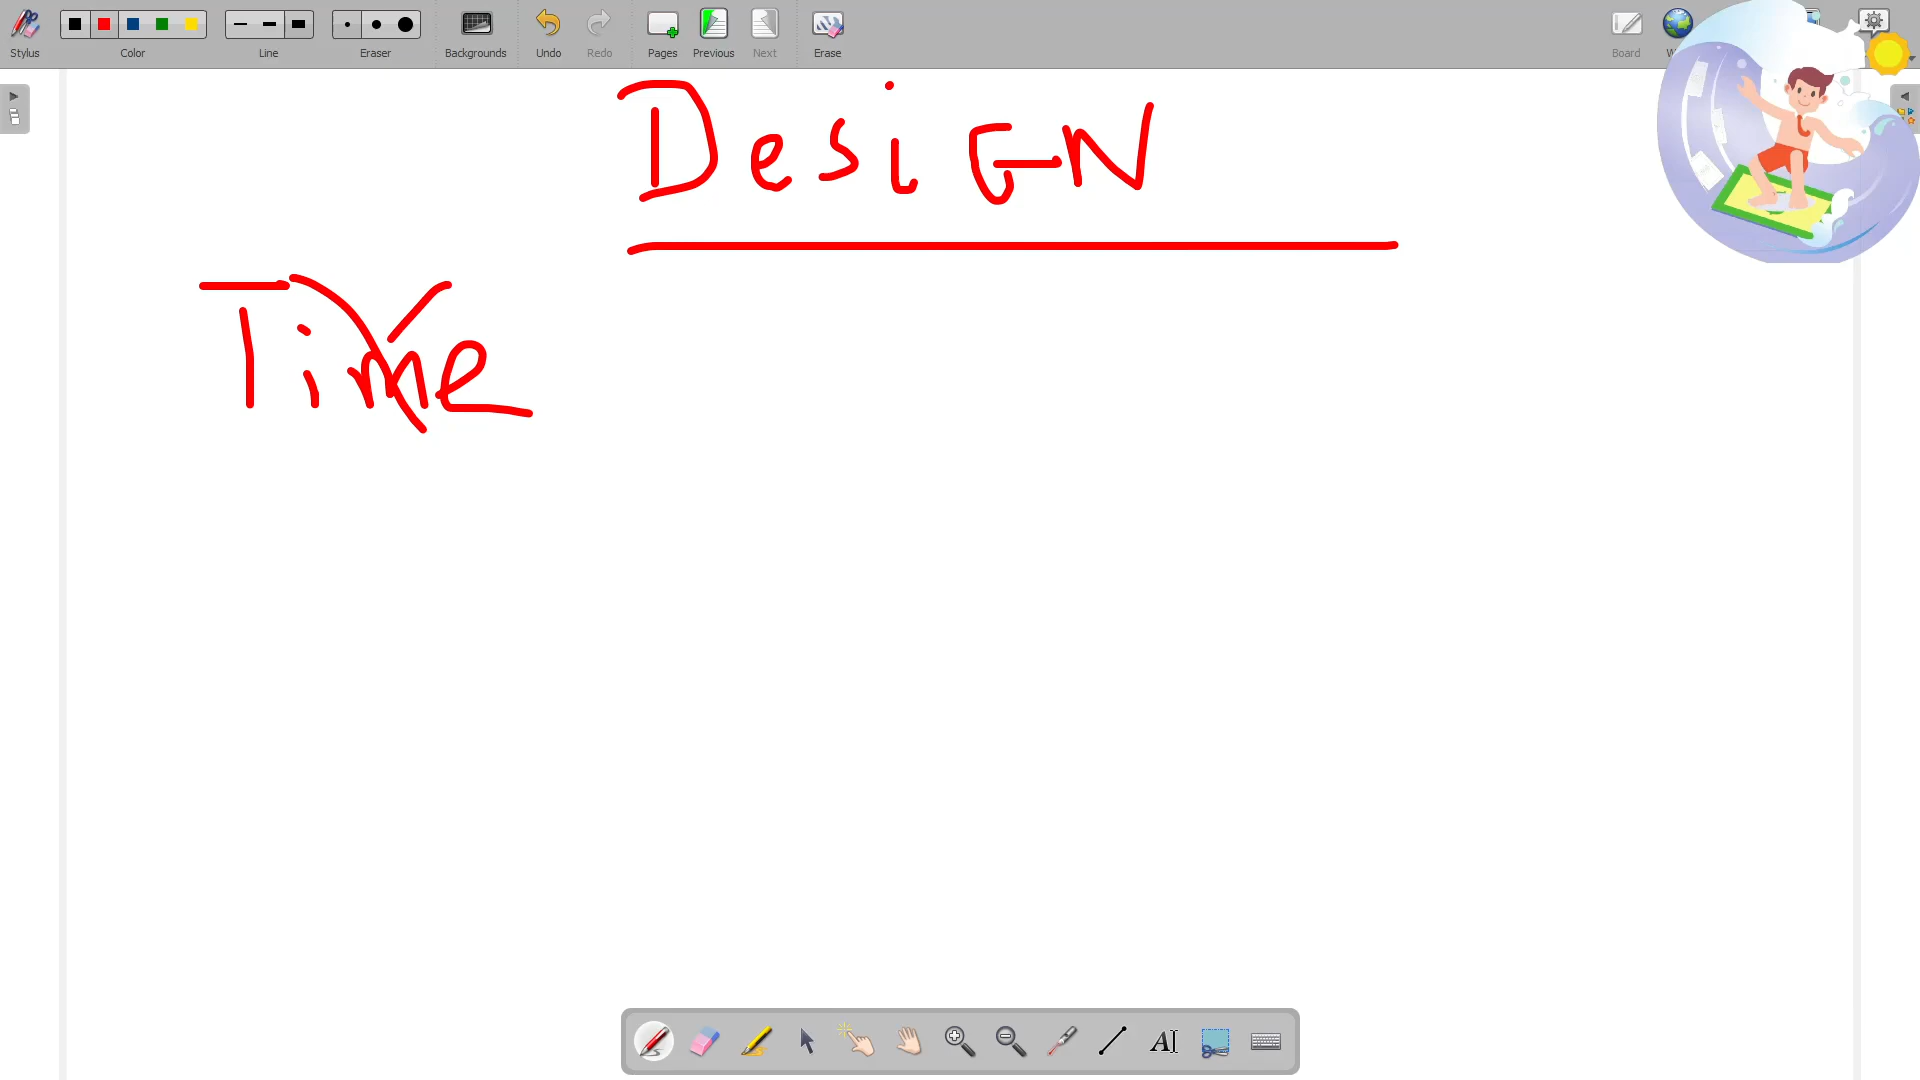 Stylus
Color
Line
Eraser
Backgrounds
Undo
Redo
Pages
Previous
Next
Erase
Board
DesiGN
Time